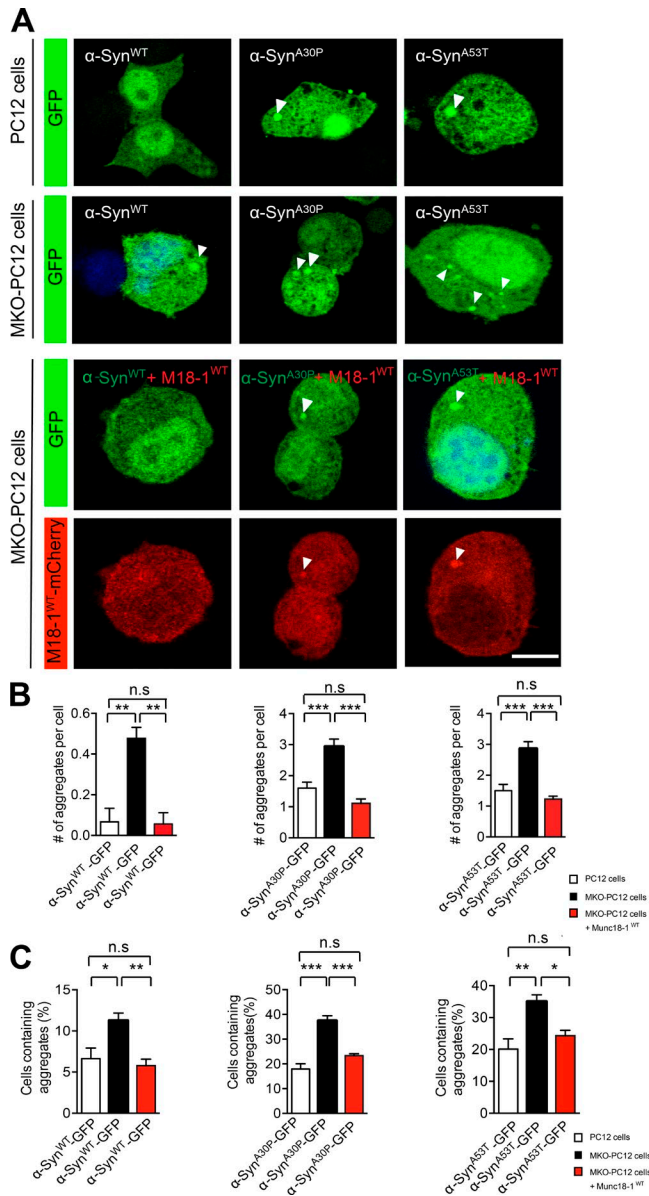 A
PC12 cells
GFP
α-Syn^WT
α-Syn^A30P
α-Syn^A53T
MKO-PC12 cells
GFP
α-Syn^WT
α-Syn^A30P
α-Syn^A53T
MKO-PC12 cells
GFP
α-Syn^WT + M18-1^WT
α-Syn^A30P + M18-1^WT
α-Syn^A53T + M18-1^WT
M18-1^WT-mCherry
B
# of aggregates per cell
0.6
0.4
0.2
0.0
n.s
** **
α-Syn^WT-GFP
α-Syn^WT-GFP
α-Syn^WT-GFP
# of aggregates per cell
4
3
2
1
0
n.s
*** ***
α-Syn^A30P-GFP
α-Syn^A30P-GFP
α-Syn^A30P-GFP
# of aggregates per cell
4
3
2
1
0
n.s
*** ***
α-Syn^A53T-GFP
α-Syn^A53T-GFP
α-Syn^A53T-GFP
PC12 cells
MKO-PC12 cells
MKO-PC12 cells
+ Munc18-1^WT
C
Cells containing
aggregates(%)
15
10
5
0
n.s
* **
α-Syn^WT-GFP
α-Syn^WT-GFP
α-Syn^WT-GFP
Cells containing
aggregates(%)
50
40
30
20
10
0
n.s
*** ***
α-Syn^A30P-GFP
α-Syn^A30P-GFP
α-Syn^A30P-GFP
Cells containing
aggregates(%)
40
30
20
10
0
n.s
** *
α-Syn^A53T-GFP
α-Syn^A53T-GFP
α-Syn^A53T-GFP
PC12 cells
MKO-PC12 cells
MKO-PC12 cells
+ Munc18-1^WT